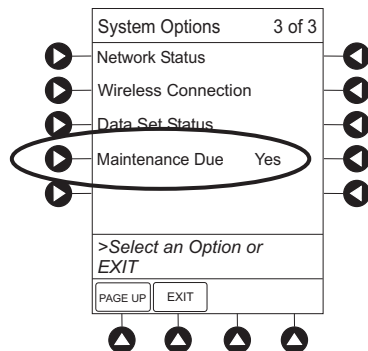 System Options 3 of 3
Network Status
Wireless Connection
Data Set Status
Maintenance Due Yes
>Select an Option or
EXIT
PAGE UP EXIT